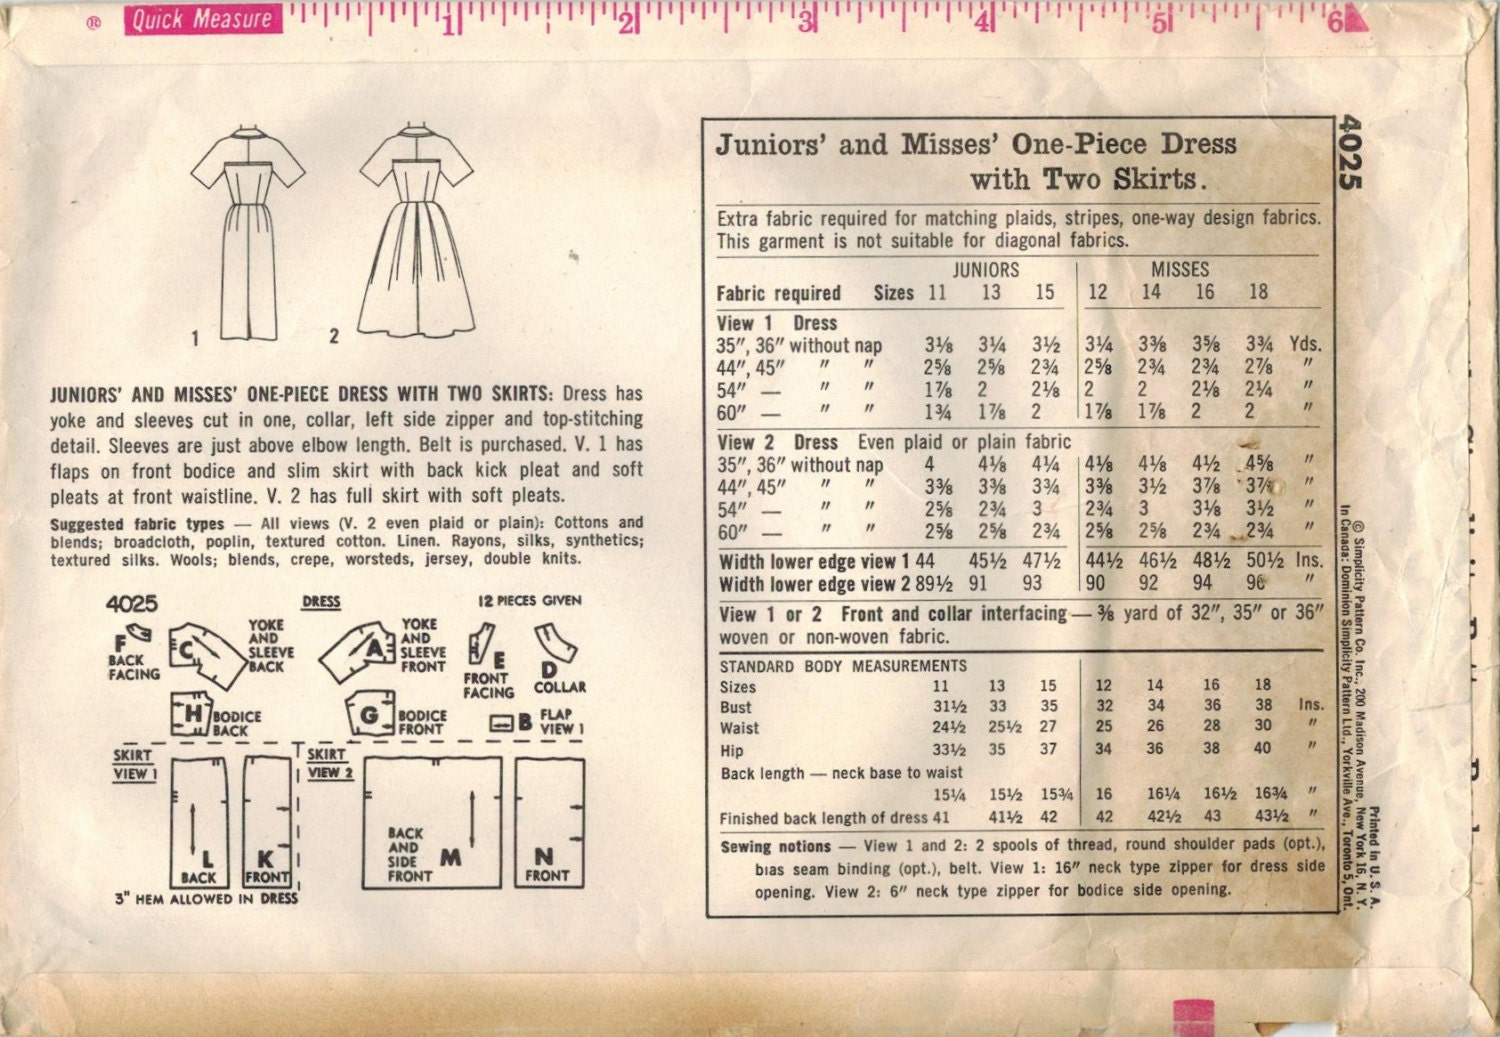 ® Quick Measure 1 2 3 4 5 6
1 2
JUNIORS' AND MISSES' ONE-PIECE DRESS WITH TWO SKIRTS: Dress has
yoke and sleeves cut in one, collar, left side zipper and top-stitching
detail. Sleeves are just above elbow length. Belt is purchased. V. 1 has
flaps on front bodice and slim skirt with back kick pleat and soft
pleats at front waistline. V. 2 has full skirt with soft pleats.
Suggested fabric types — All views (V. 2 even plaid or plain): Cottons and
blends; broadcloth, poplin, textured cotton. Linen. Rayons, silks, synthetics;
textured silks. Wools; blends, crepe, worsteds, jersey, double knits.
4025 DRESS 12 PIECES GIVEN
F
BACK
FACING
C
YOKE
AND
SLEEVE
BACK
A
YOKE
AND
SLEEVE
FRONT
E
FRONT
FACING
D
COLLAR
H BODICE
BACK
G BODICE
FRONT
B FLAP
VIEW 1
SKIRT
VIEW 1
L
BACK
K
FRONT
SKIRT
VIEW 2
BACK
AND
SIDE
FRONT
M
N
FRONT
3" HEM ALLOWED IN DRESS
Juniors' and Misses' One-Piece Dress
with Two Skirts.
Extra fabric required for matching plaids, stripes, one-way design fabrics.
This garment is not suitable for diagonal fabrics.
JUNIORS MISSES
Fabric required Sizes 11 13 15 12 14 16 18
View 1 Dress
35", 36" without nap 3⅛ 3¼ 3½ 3¼ 3⅜ 3⅝ 3¾ Yds.
44", 45" " " 2⅝ 2⅝ 2¾ 2⅝ 2¾ 2¾ 2⅞ "
54" — " " 1⅞ 2 2⅛ 2 2 2⅛ 2¼ "
60" — " " 1¾ 1⅞ 2 1⅞ 1⅞ 2 2 "
View 2 Dress Even plaid or plain fabric
35", 36" without nap 4 4⅛ 4¼ 4⅛ 4⅛ 4½ 4⅝ "
44", 45" " " 3⅜ 3⅜ 3¾ 3⅜ 3½ 3⅞ 3⅞ "
54" — " " 2⅝ 2¾ 3 2¾ 3 3⅛ 3½ "
60" — " " 2⅝ 2⅝ 2¾ 2⅝ 2⅝ 2¾ 2¾ "
Width lower edge view 1 44 45½ 47½ 44½ 46½ 48½ 50½ Ins.
Width lower edge view 2 89½ 91 93 90 92 94 96 "
View 1 or 2 Front and collar interfacing — ⅜ yard of 32", 35" or 36"
woven or non-woven fabric.
STANDARD BODY MEASUREMENTS
Sizes 11 13 15 12 14 16 18
Bust 31½ 33 35 32 34 36 38 Ins.
Waist 24½ 25½ 27 25 26 28 30 "
Hip 33½ 35 37 34 36 38 40 "
Back length — neck base to waist
15¼ 15½ 15¾ 16 16¼ 16½ 16¾ "
Finished back length of dress 41 41½ 42 42 42½ 43 43½ "
Sewing notions — View 1 and 2: 2 spools of thread, round shoulder pads (opt.),
bias seam binding (opt.), belt. View 1: 16" neck type zipper for dress side
opening. View 2: 6" neck type zipper for bodice side opening.
4025
Printed in U. S. A.
© Simplicity Pattern Co. Inc., 200 Madison Avenue, New York 16, N. Y.
In Canada: Dominion Simplicity Pattern Ltd., Yorkville Ave., Toronto 5, Ont.